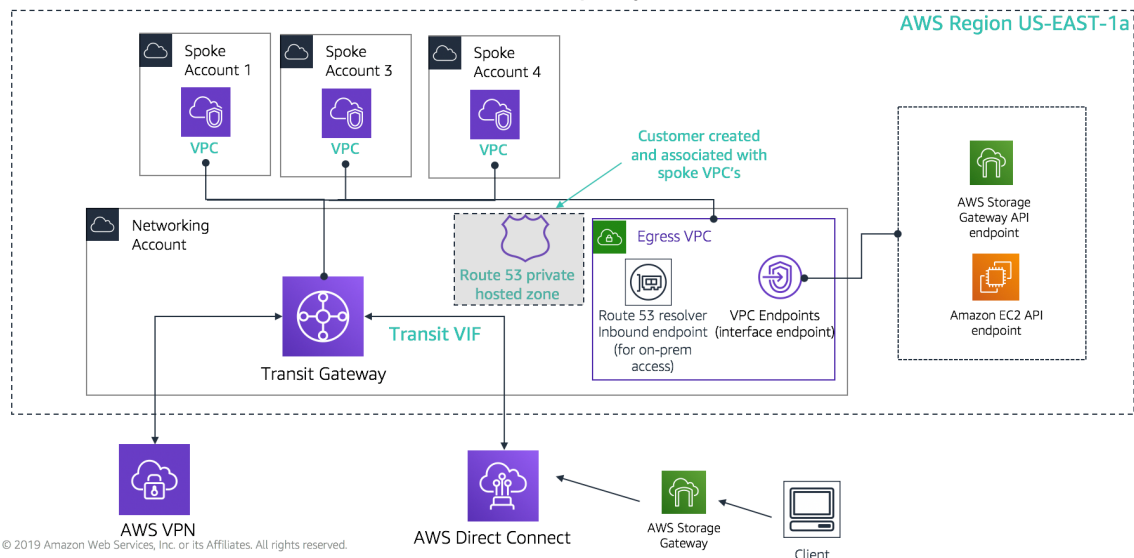 AWS Region US-EAST-1a
Spoke
Account 1
VPC
Spoke
Account 3
VPC
Spoke
Account 4
VPC
Customer created
and associated with
spoke VPC's
AWS Storage
Gateway API
endpoint
Amazon EC2 API
endpoint
Networking
Account
Transit Gateway
Transit VIF
Route 53 private
hosted zone
Egress VPC
Route 53 resolver
Inbound endpoint
(for on-prem
access)
VPC Endpoints
(interface endpoint)
AWS VPN
AWS Direct Connect
AWS Storage
Gateway
Client
© 2019 Amazon Web Services, Inc. or its Affiliates. All rights reserved.